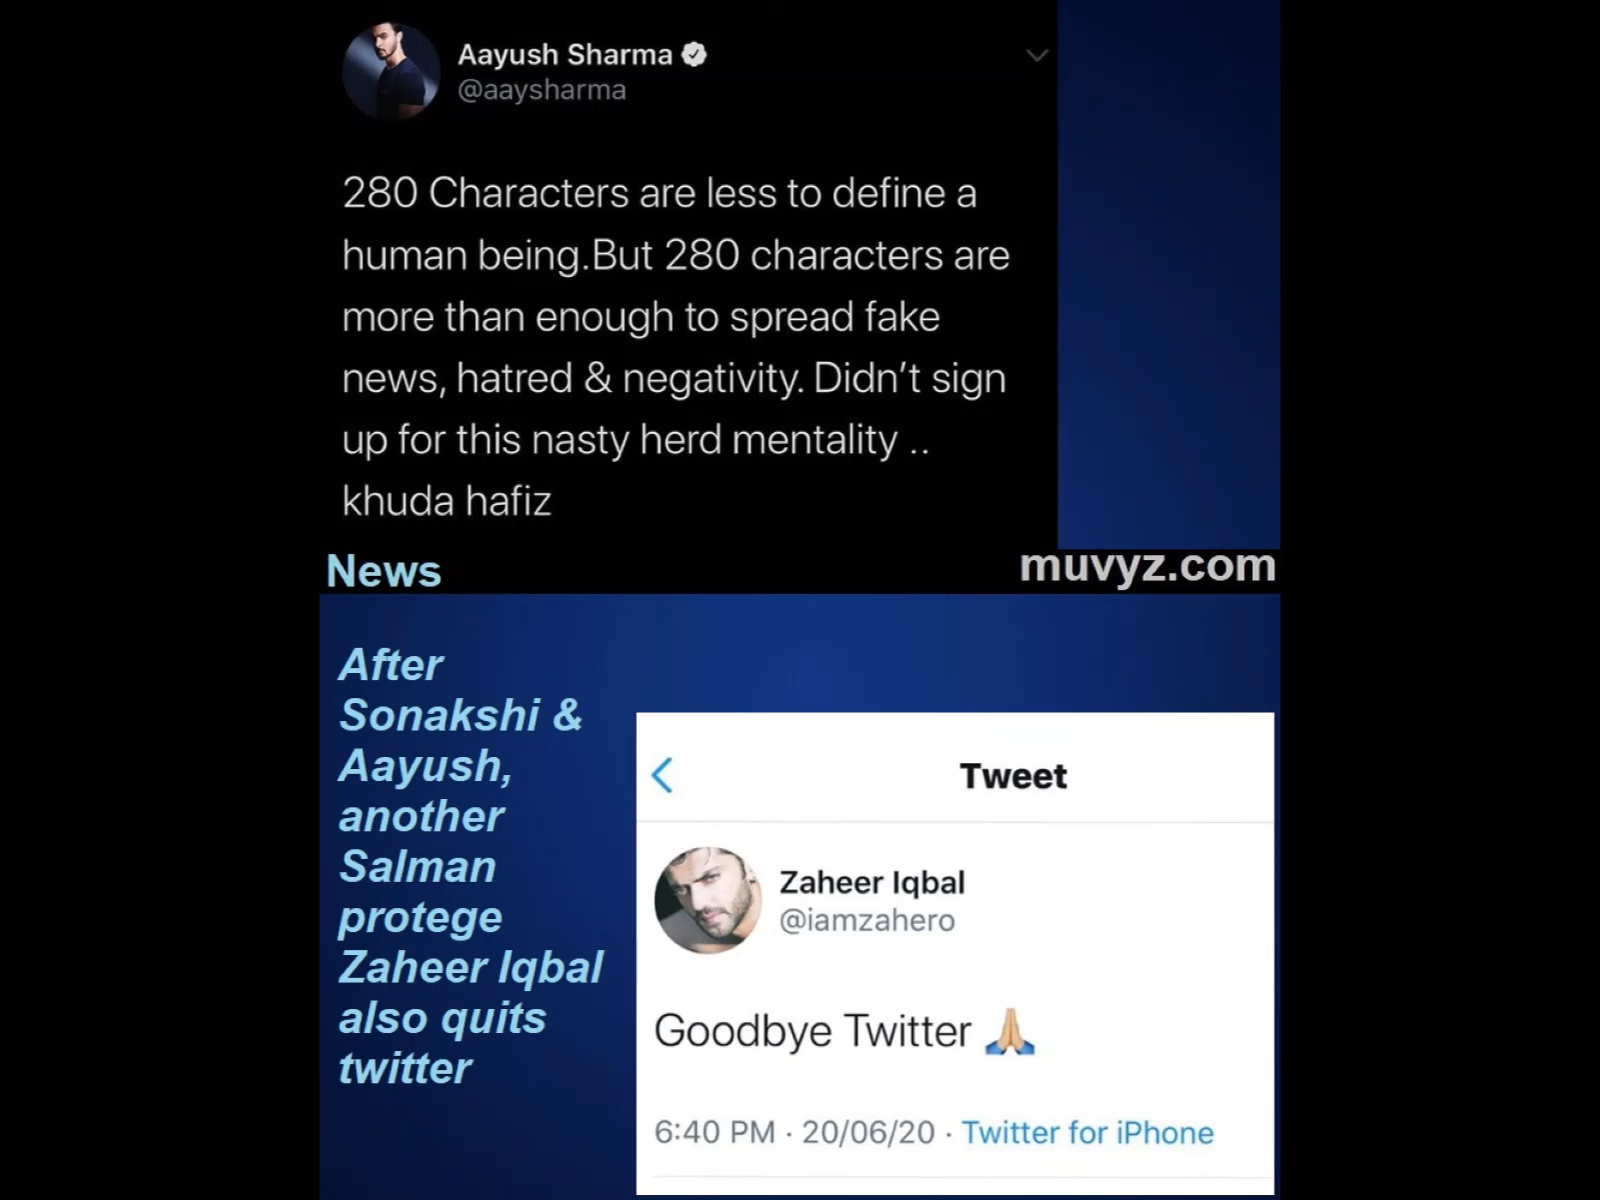 Aayush Sharma
@aaysharma
280 Characters are less to define a
human being.But 280 characters are
more than enough to spread fake
news, hatred & negativity. Didn't sign
up for this nasty herd mentality ..
khuda hafiz
News
muvyz.com
After
Sonakshi &
Aayush,
another
Salman
protege
Zaheer Iqbal
also quits
twitter
Tweet
Zaheer Iqbal
@iamzahero
Goodbye Twitter 🙏🏼
6:40 PM · 20/06/20 · Twitter for iPhone